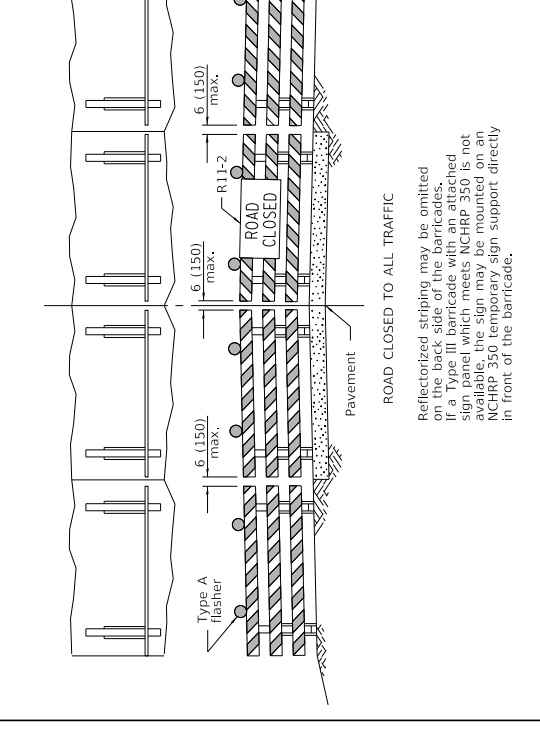 6 (150)
max.
R11-2
ROAD
CLOSED
6 (150)
max.
6 (150)
max.
Type A
flasher
Pavement
ROAD CLOSED TO ALL TRAFFIC
Reflectorized striping may be omitted
on the back side of the barricades.
If a Type III barricade with an attached
sign panel which meets NCHRP 350 is not
available, the sign may be mounted on an
NCHRP 350 temporary sign support directly
in front of the barricade.